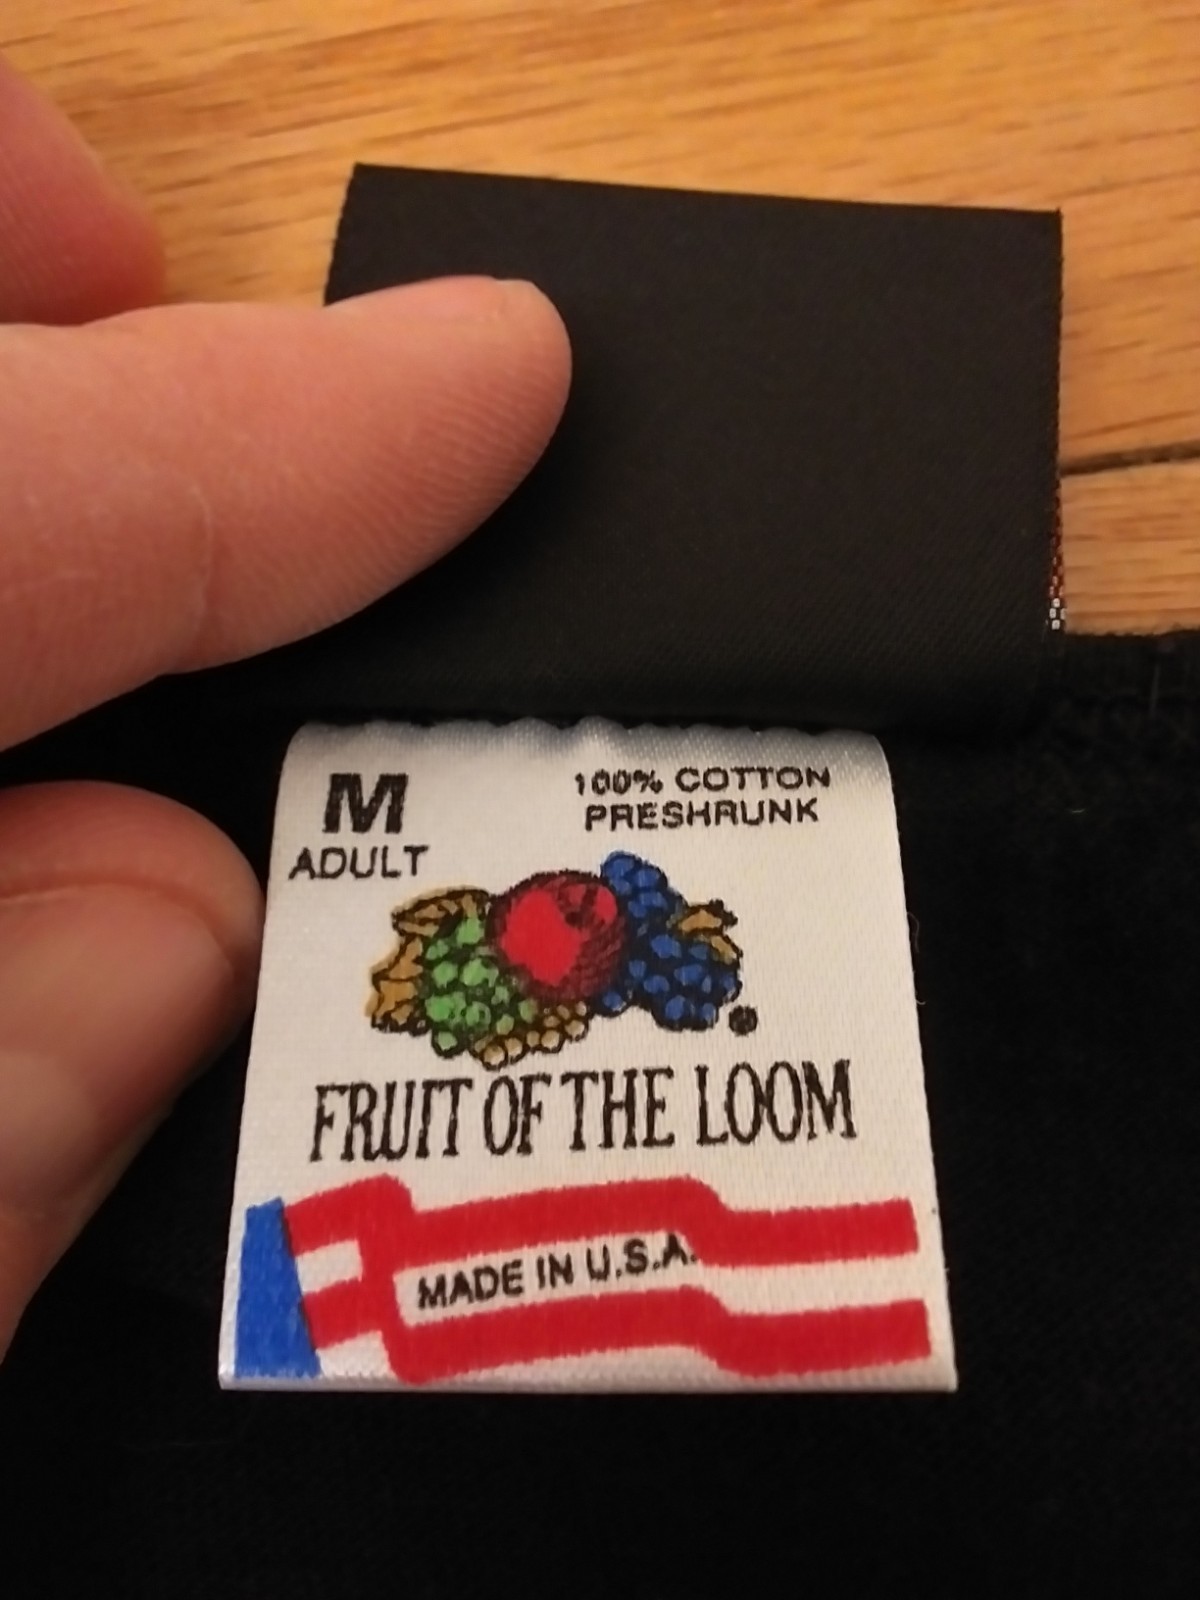 M
ADULT
100% COTTON
PRESHRUNK
®
FRUIT OF THE LOOM
MADE IN U.S.A.